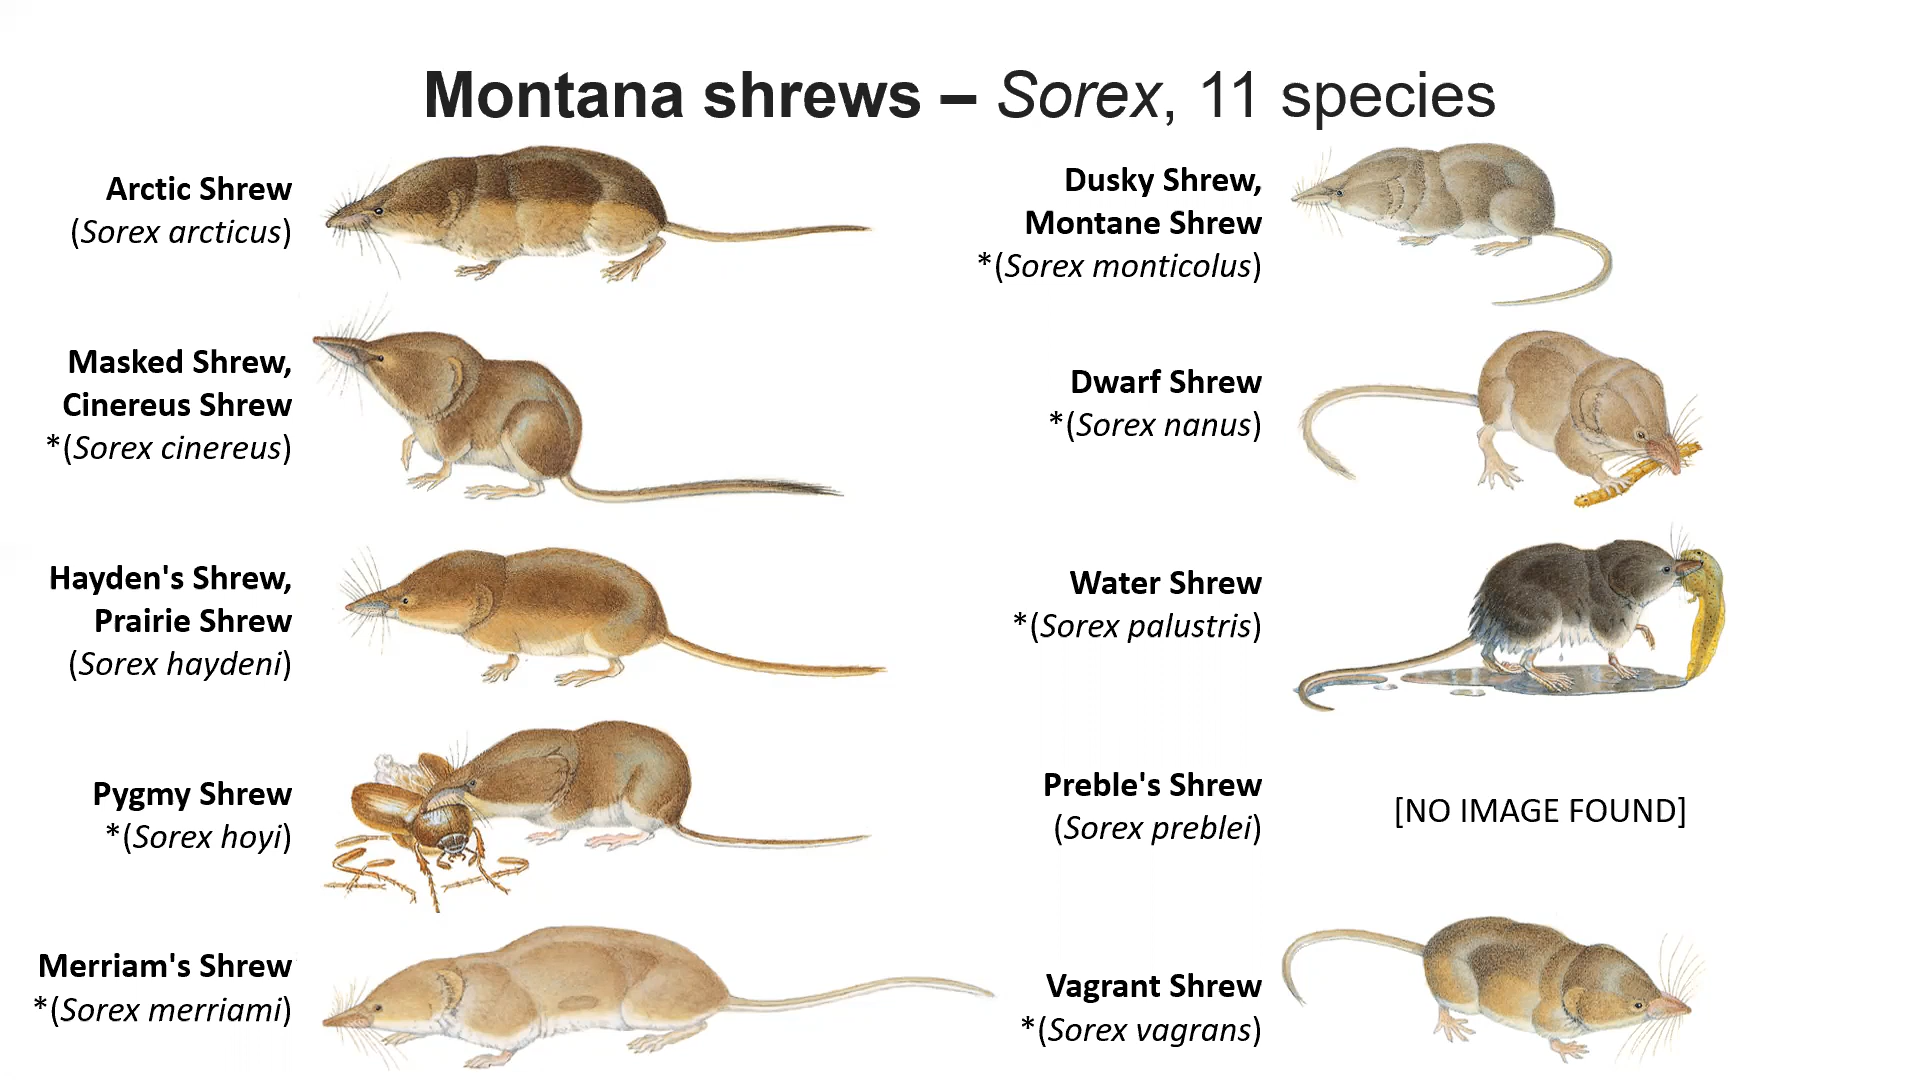 Montana shrews – Sorex, 11 species
Arctic Shrew
(Sorex arcticus)
Masked Shrew,
Cinereus Shrew
*(Sorex cinereus)
Hayden's Shrew,
Prairie Shrew
(Sorex haydeni)
Pygmy Shrew
*(Sorex hoyi)
Merriam's Shrew
*(Sorex merriami)
Dusky Shrew,
Montane Shrew
*(Sorex monticolus)
Dwarf Shrew
*(Sorex nanus)
Water Shrew
*(Sorex palustris)
Preble's Shrew
(Sorex preblei)
[NO IMAGE FOUND]
Vagrant Shrew
*(Sorex vagrans)